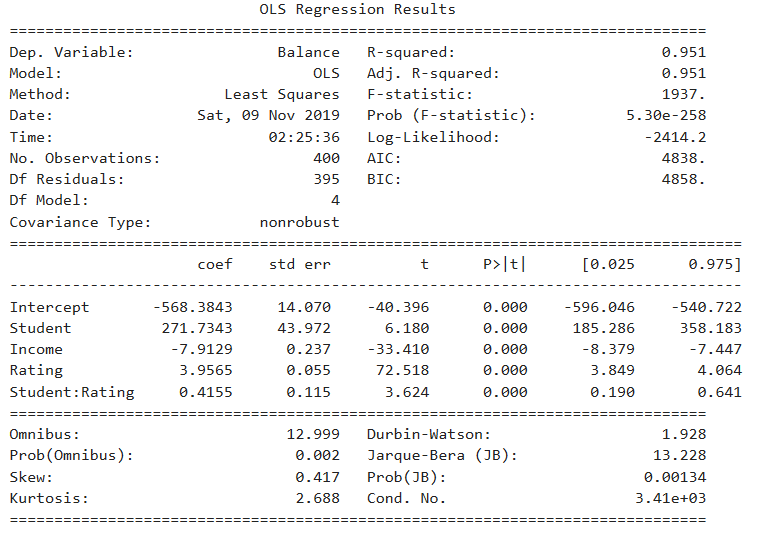 OLS Regression Results
==============================================================================
Dep. Variable:                Balance   R-squared:                       0.951
Model:                            OLS   Adj. R-squared:                  0.951
Method:                 Least Squares   F-statistic:                     1937.
Date:                Sat, 09 Nov 2019   Prob (F-statistic):          5.30e-258
Time:                        02:25:36   Log-Likelihood:                -2414.2
No. Observations:                 400   AIC:                             4838.
Df Residuals:                     395   BIC:                             4858.
Df Model:                           4
Covariance Type:            nonrobust
==================================================================================
                     coef    std err          t      P>|t|      [0.025      0.975]
----------------------------------------------------------------------------------
Intercept       -568.3843     14.070    -40.396      0.000    -596.046    -540.722
Student          271.7343     43.972      6.180      0.000     185.286     358.183
Income            -7.9129      0.237    -33.410      0.000      -8.379      -7.447
Rating             3.9565      0.055     72.518      0.000       3.849       4.064
Student:Rating     0.4155      0.115      3.624      0.000       0.190       0.641
==============================================================================
Omnibus:                       12.999   Durbin-Watson:                   1.928
Prob(Omnibus):                  0.002   Jarque-Bera (JB):               13.228
Skew:                           0.417   Prob(JB):                      0.00134
Kurtosis:                       2.688   Cond. No.                     3.41e+03
==============================================================================